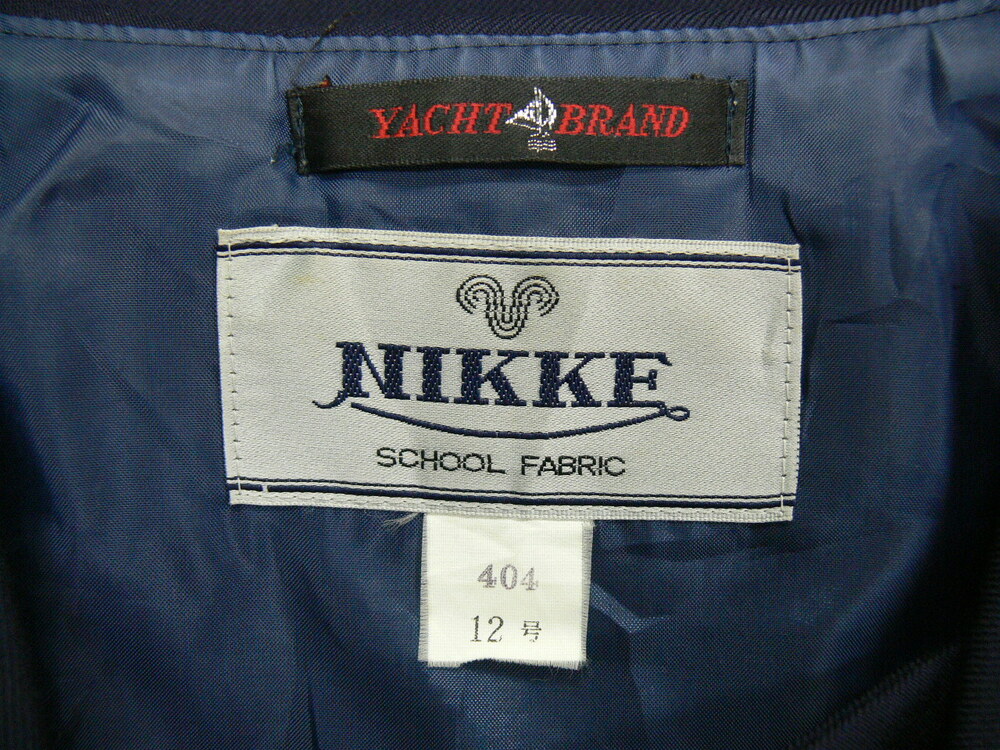 YACHT BRAND
NIKKE
SCHOOL FABRIC
404
12 号